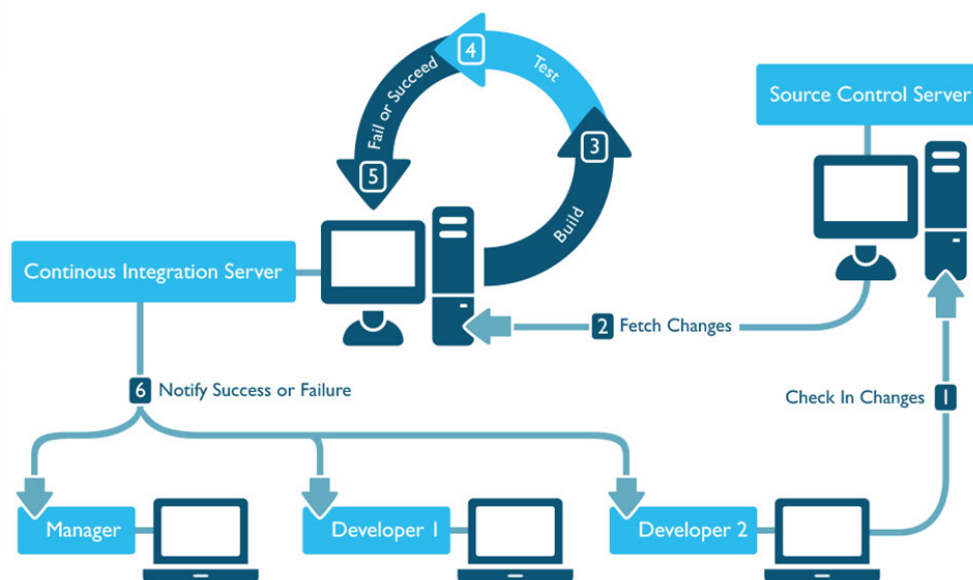 4
Test
Fail or Succeed
3
5
Build
Source Control Server
Continous Integration Server
2 Fetch Changes
6 Notify Success or Failure
Check In Changes 1
Manager
Developer 1
Developer 2